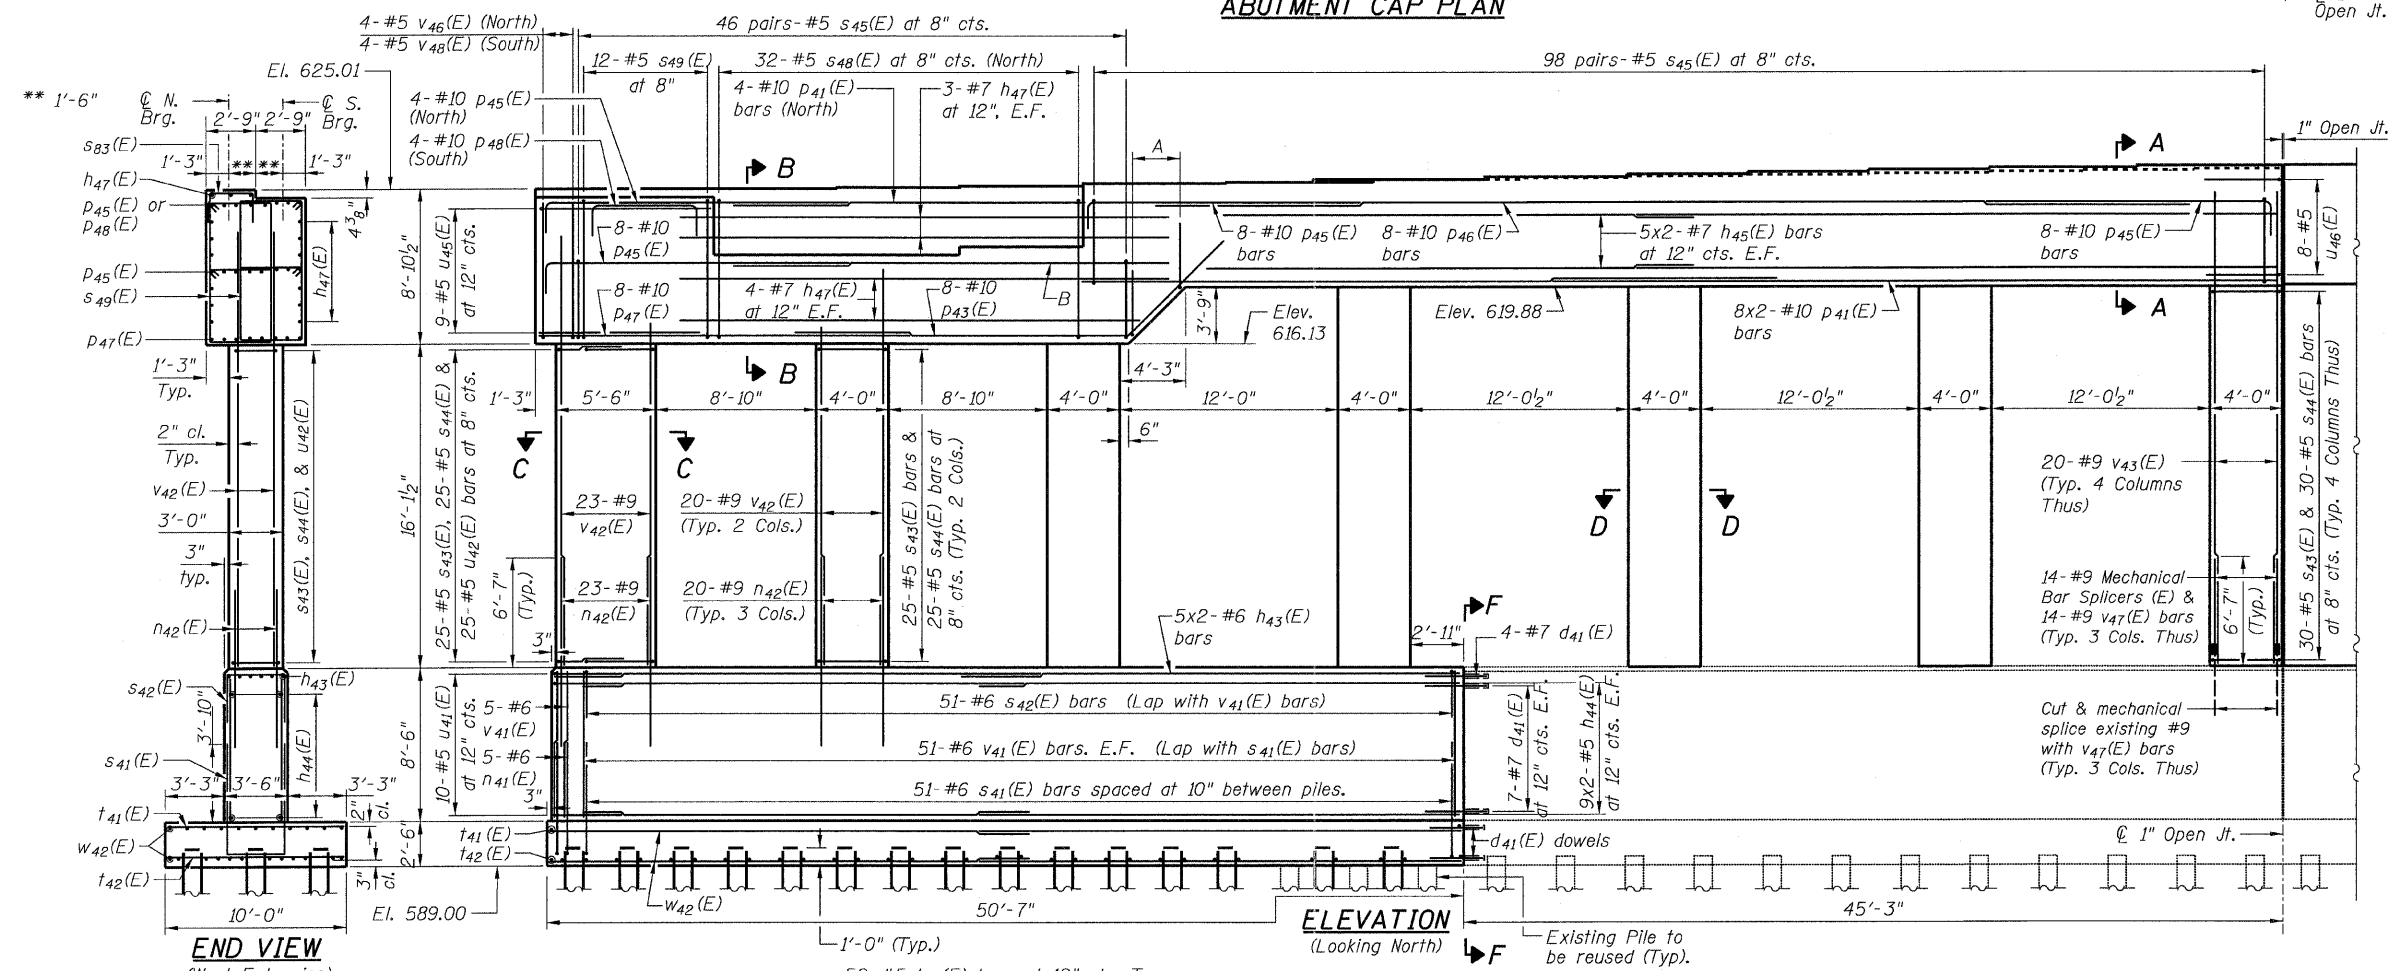 ABUTMENT CAP PLAN
Open Jt.
4-#5 v46(E) (North)
4-#5 v48(E) (South)
46 pairs-#5 s45(E) at 8" cts.
12-#5 s49(E)
at 8"
32-#5 s48(E) at 8" cts. (North)
98 pairs-#5 s45(E) at 8" cts.
El. 625.01
** 1'-6"
℄ N.
Brg.
℄ S.
Brg.
2'-9" 2'-9"
s83(E)
1'-3"
** **
1'-3"
h47(E)
p45(E) or
p48(E)
4 3/8"
p45(E)
s49(E)
h47(E)
p47(E)
4-#10 p45(E)
(North)
4-#10 p48(E)
(South)
4-#10 p41(E)
bars (North)
3-#7 h47(E)
at 12", E.F.
B
A
A
1" Open Jt.
8'-10 1/2"
9-#5 u45(E)
at 12" cts.
8-#10
p45(E)
8-#10
p47(E)
4-#7 h47(E)
at 12" E.F.
8-#10
p43(E)
B
8-#10 p45(E)
bars
8-#10 p46(E)
bars
5x2-#7 h45(E) bars
at 12" cts. E.F.
8-#10 p45(E)
bars
8-#5
u46(E)
3'-9"
Elev.
616.13
Elev. 619.88
8x2-#10 p41(E)
bars
A
B
4'-3"
1'-3"
Typ.
1'-3"
5'-6"
8'-10"
4'-0"
8'-10"
4'-0"
12'-0"
4'-0"
12'-0 1/2"
4'-0"
12'-0 1/2"
4'-0"
12'-0 1/2"
4'-0"
6"
2" cl.
Typ.
v42(E)
3'-0"
3"
typ.
n42(E)
s43(E), s44(E), & u42(E)
16'-1 1/2"
25-#5 s43(E), 25-#5 s44(E) &
25-#5 u42(E) bars at 8" cts.
C
C
23-#9
v42(E)
20-#9 v42(E)
(Typ. 2 Cols.)
6'-7"
(Typ.)
23-#9
n42(E)
20-#9 n42(E)
(Typ. 3 Cols.)
25-#5 s43(E) bars &
25-#5 s44(E) bars at
8" cts. (Typ. 2 Cols.)
D
D
20-#9 v43(E)
(Typ. 4 Columns
Thus)
14-#9 Mechanical
Bar Splicers (E) &
14-#9 v47(E) bars
(Typ. 3 Cols. Thus)
6'-7"
(Typ.)
30-#5 s43(E) & 30-#5 s44(E) bars
at 8" cts. (Typ. 4 Columns Thus)
3"
5x2-#6 h43(E)
bars
F
2'-11"
4-#7 d41(E)
s42(E)
h43(E)
3'-10"
s41(E)
h44(E)
3'-3" 3'-6" 3'-3"
2"
cl.
t41(E)
w42(E)
t42(E)
3"
cl.
8'-6"
2'-6"
10-#5 u41(E)
at 12" cts.
5-#6
v41(E)
5-#6
n41(E)
3"
51-#6 s42(E) bars (Lap with v41(E) bars)
51-#6 v41(E) bars. E.F. (Lap with s41(E) bars)
51-#6 s41(E) bars spaced at 10" between piles.
7-#7 d41(E)
at 12" cts. E.F.
9x2-#5 h44(E)
at 12" cts. E.F.
Cut & mechanical
splice existing #9
with v47(E) bars
(Typ. 3 Cols. Thus)
t41(E)
t42(E)
d41(E) dowels
℄ 1" Open Jt.
w42(E)
10'-0"
El. 589.00
50'-7"
45'-3"
END VIEW
1'-0" (Typ.)
ELEVATION
(Looking North)
F
Existing Pile to
be reused (Typ).